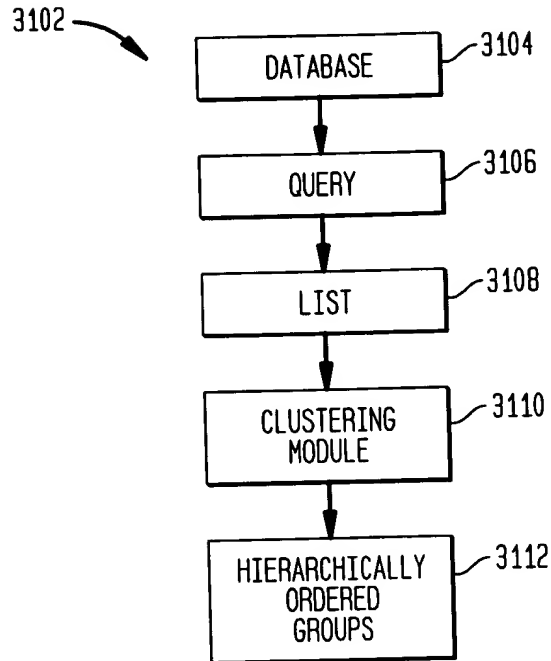 3102
DATABASE
3104
QUERY
3106
LIST
3108
CLUSTERING
MODULE
3110
HIERARCHICALLY
ORDERED
GROUPS
3112